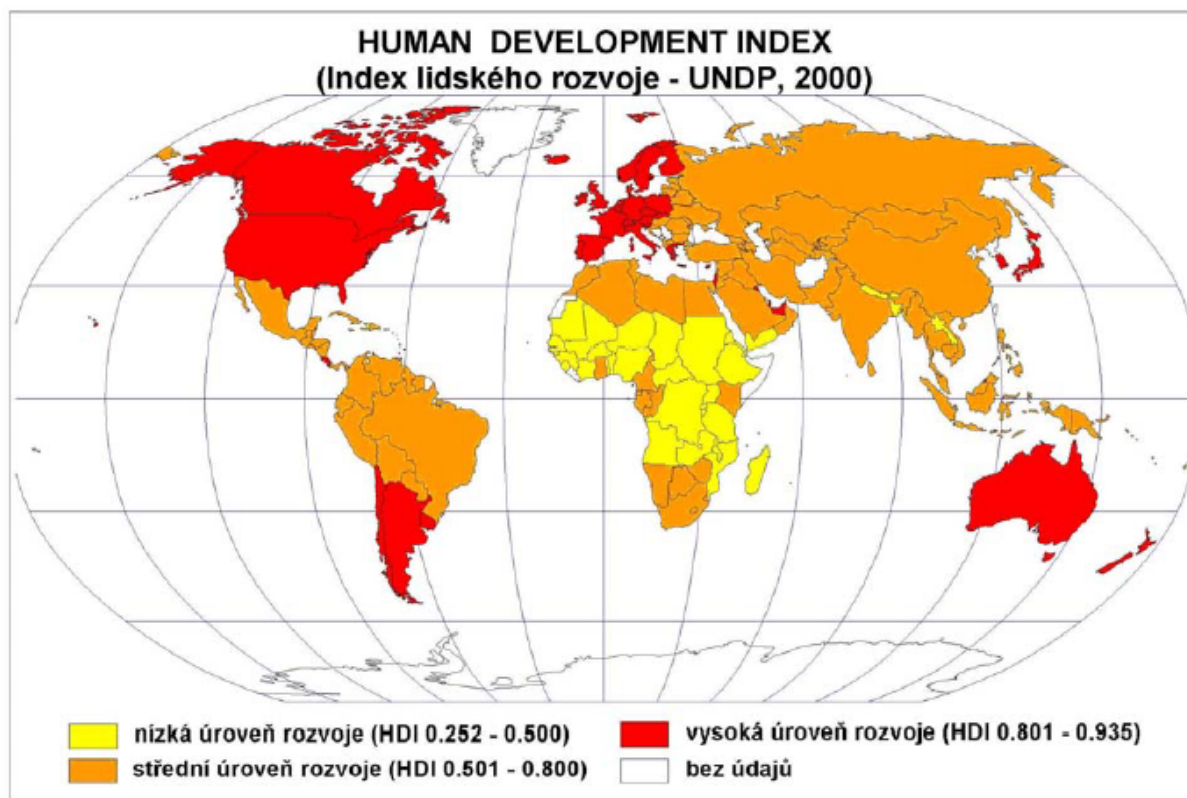 HUMAN DEVELOPMENT INDEX
(Index lidského rozvoje - UNDP, 2000)
nízká úroveň rozvoje (HDI 0.252 - 0.500)
střední úroveň rozvoje (HDI 0.501 - 0.800)
vysoká úroveň rozvoje (HDI 0.801 - 0.935)
bez údajů